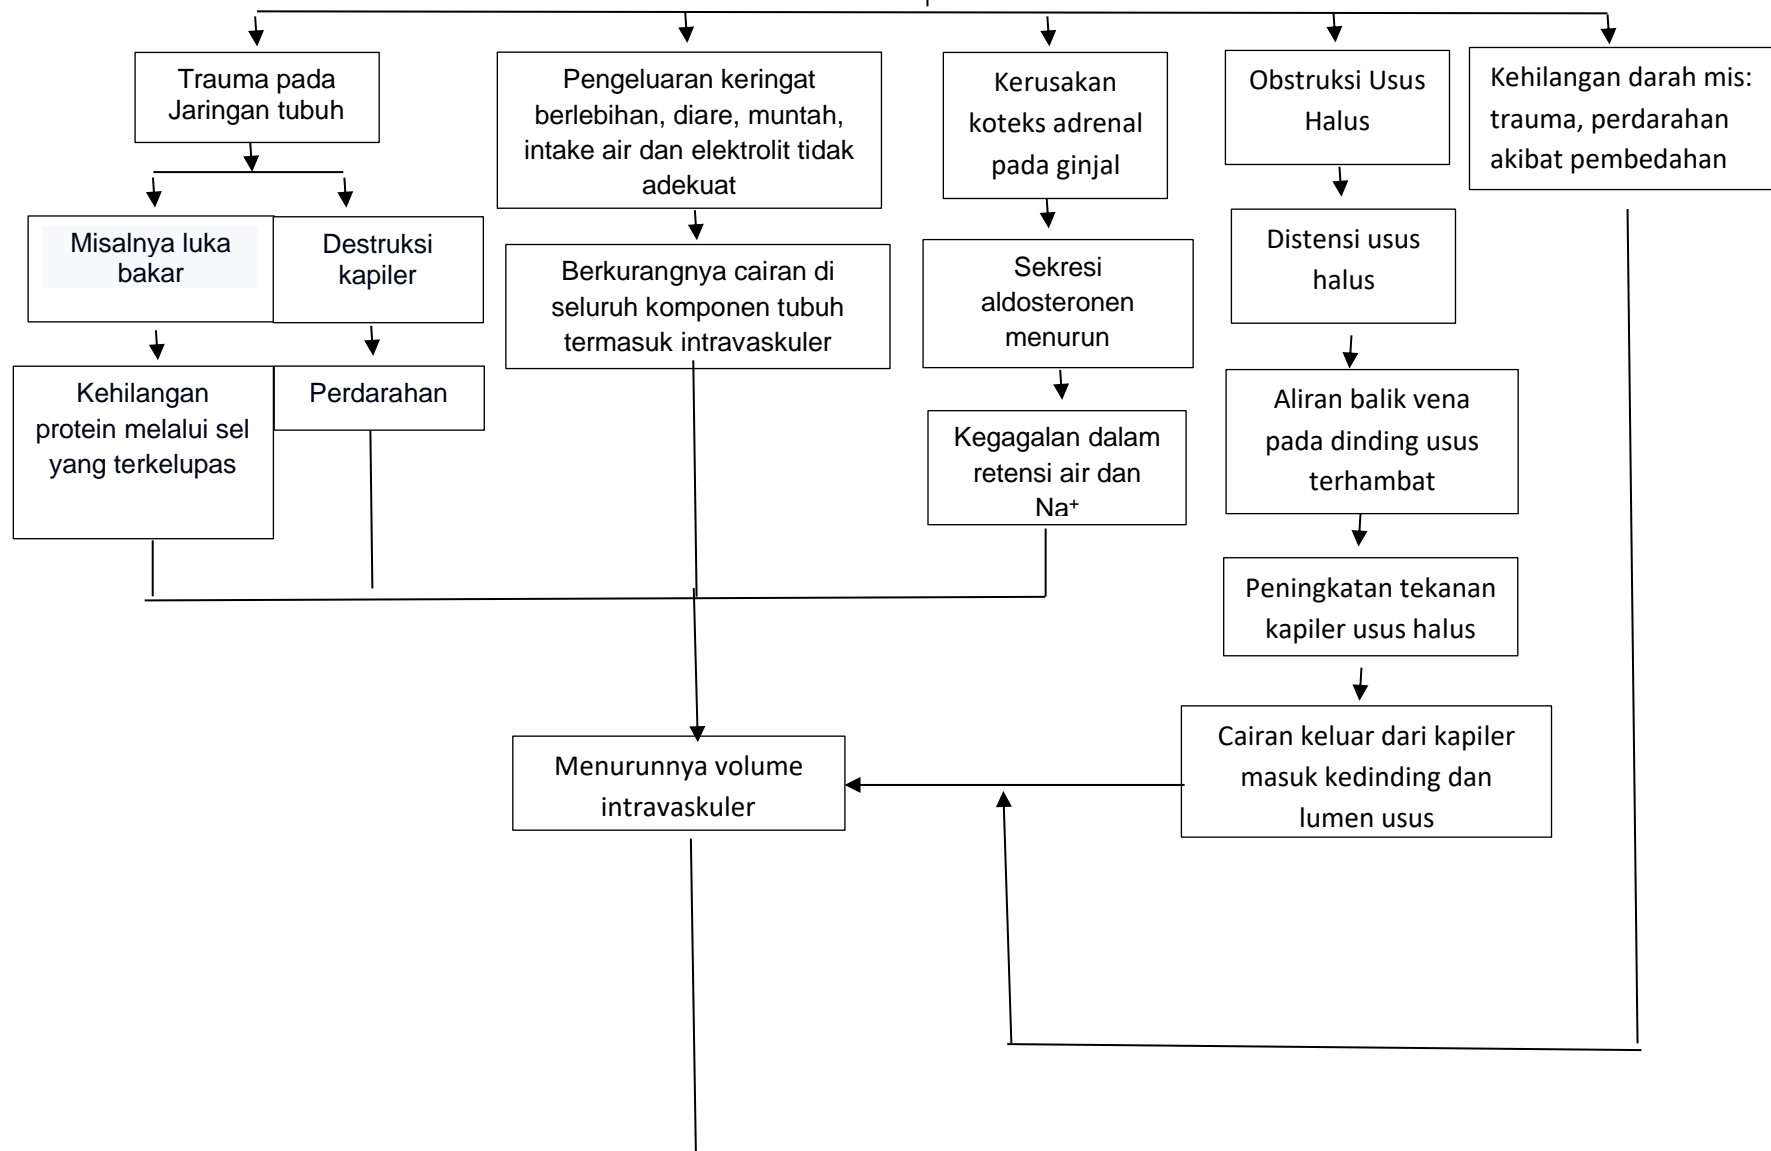 Trauma pada
Jaringan tubuh
Pengeluaran keringat
berlebihan, diare, muntah,
intake air dan elektrolit tidak
adekuat
Kerusakan
koteks adrenal
pada ginjal
Obstruksi Usus
Halus
Kehilangan darah mis:
trauma, perdarahan
akibat pembedahan
Misalnya luka
bakar
Destruksi
kapiler
Berkurangnya cairan di
seluruh komponen tubuh
termasuk intravaskuler
Sekresi
aldosteronen
menurun
Distensi usus
halus
Kehilangan
protein melalui sel
yang terkelupas
Perdarahan
Kegagalan dalam
retensi air dan
Na⁺
Aliran balik vena
pada dinding usus
terhambat
Peningkatan tekanan
kapiler usus halus
Menurunnya volume
intravaskuler
Cairan keluar dari kapiler
masuk kedinding dan
lumen usus